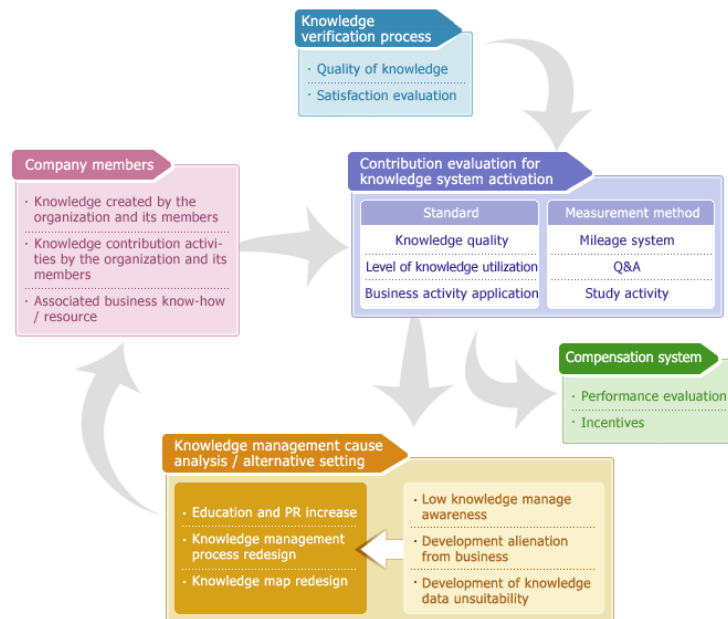 Knowledge
verification process
· Quality of knowledge
· Satisfaction evaluation
Company members
· Knowledge created by the
organization and its members
· Knowledge contribution activi-
ties by the organization and its
members
· Associated business know-how
/ resource
Contribution evaluation for
knowledge system activation
Standard
Knowledge quality
Level of knowledge utilization
Business activity application
Measurement method
Mileage system
Q&A
Study activity
Compensation system
· Performance evaluation
· Incentives
Knowledge management cause
analysis / alternative setting
· Education and PR increase
· Knowledge management
process redesign
· Knowledge map redesign
· Low knowledge manage
awareness
· Development alienation
from business
· Development of knowledge
data unsuitability